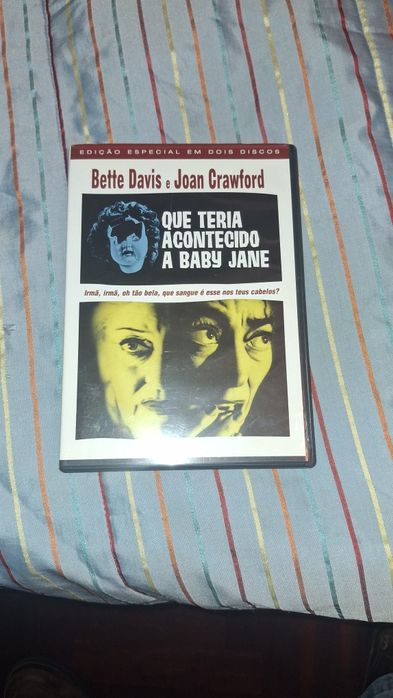 EDIÇÃO ESPECIAL EM DOIS DISCOS
Bette Davis e Joan Crawford
QUE TERIA
ACONTECIDO
A BABY JANE
Irmã, irmã, oh tão bela, que sangue é esse nos teus cabelos?